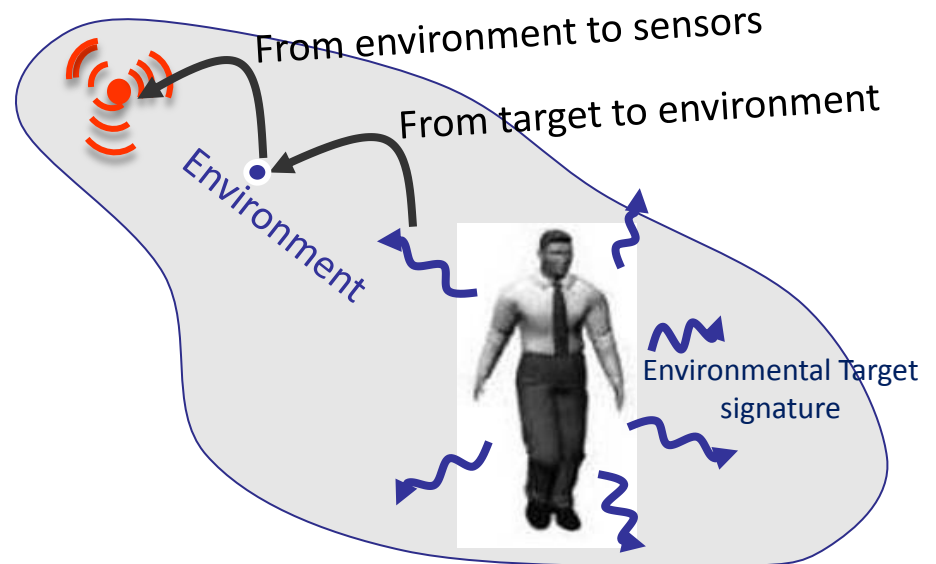 From environment to sensors
From target to environment
Environment
Environmental Target
signature